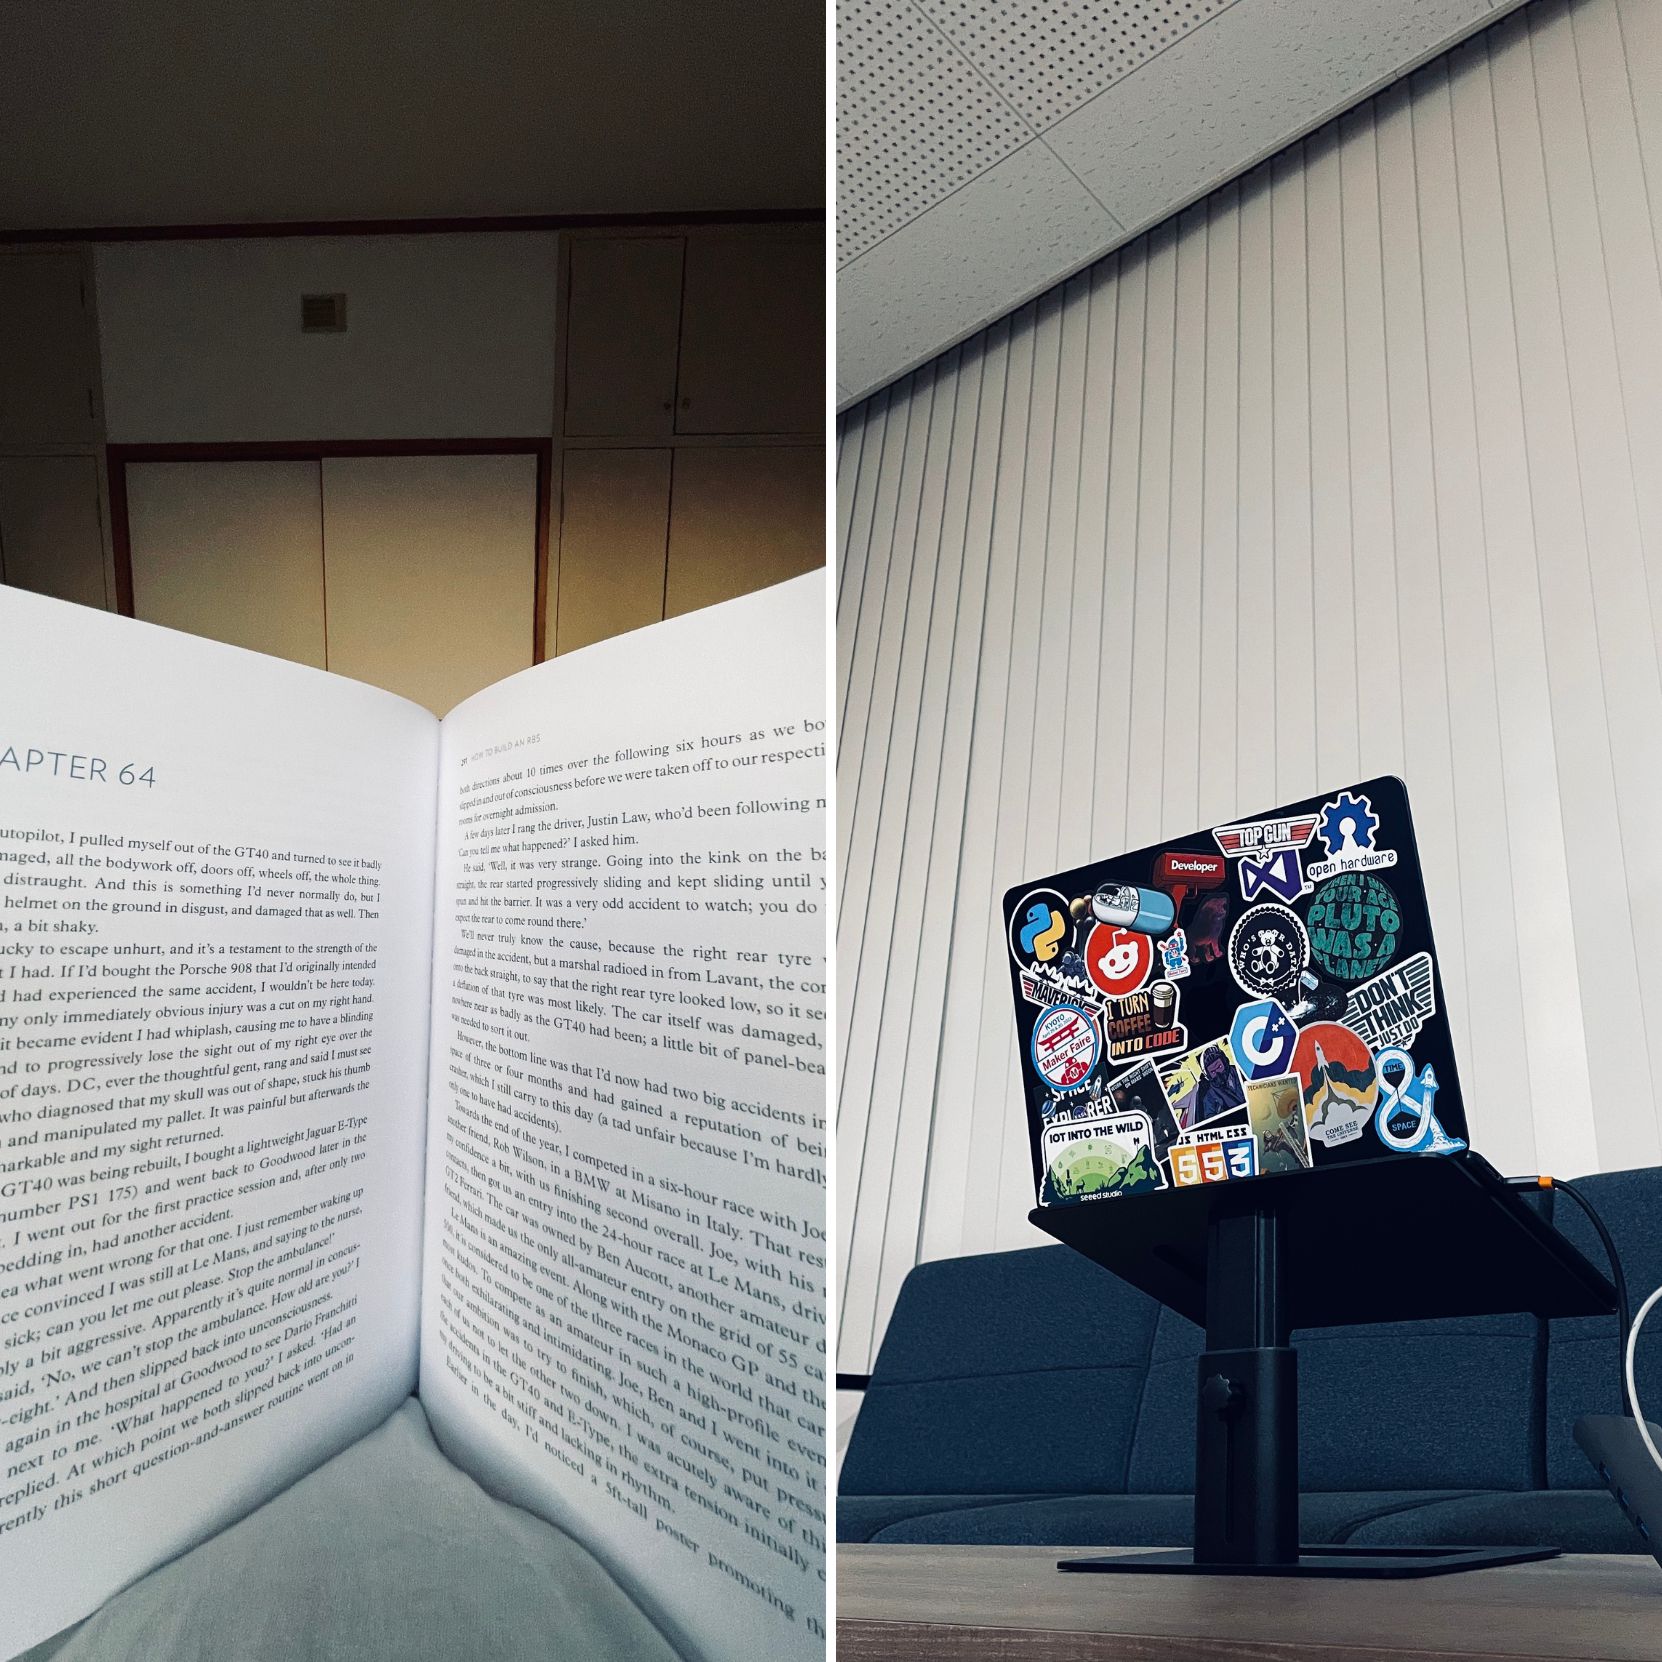 APTER 64
utopilot, I pulled myself out of the GT40 and turned to see it badly
maged, all the bodywork off, doors off, wheels off, the whole thing.
distraught. And this is something I'd never normally do, but I
helmet on the ground in disgust, and damaged that as well. Then
, a bit shaky.
ucky to escape unhurt, and it's a testament to the strength of the
t I had. If I'd bought the Porsche 908 that I'd originally intended
d had experienced the same accident, I wouldn't be here today.
ny only immediately obvious injury was a cut on my right hand.
it became evident I had whiplash, causing me to have a blinding
nd to progressively lose the sight out of my right eye over the
of days. DC, ever the thoughtful gent, rang and said I must see
who diagnosed that my skull was out of shape, stuck his thumb
and manipulated my pallet. It was painful but afterwards the
markable and my sight returned.
GT40 was being rebuilt, I bought a lightweight Jaguar E-Type
number PS1 175) and went back to Goodwood later in the
. I went out for the first practice session and, after only two
bedding in, had another accident.
ea what went wrong for that one. I just remember waking up
ce convinced I was still at Le Mans, and saying to the nurse,
sick; can you let me out please. Stop the ambulance!'
bly a bit aggressive. Apparently it's quite normal in concus-
said, 'No, we can't stop the ambulance. How old are you?' I
-eight.' And then slipped back into unconsciousness.
again in the hospital at Goodwood to see Dario Franchitti
next to me. 'What happened to you?' I asked. 'Had an
replied. At which point we both slipped back into uncon-
rently this short question-and-answer routine went on in
HOW TO BUILD AN RB5
both directions about 10 times over the following six hours as we bo
slipped in and out of consciousness before we were taken off to our respecti
rooms for overnight admission.
A few days later I rang the driver, Justin Law, who'd been following m
'Can you tell me what happened?' I asked him.
He said, 'Well, it was very strange. Going into the kink on the ba
straight, the rear started progressively sliding and kept sliding until y
spun and hit the barrier. It was a very odd accident to watch; you do
expect the rear to come round there.'
We'll never truly know the cause, because the right rear tyre
damaged in the accident, but a marshal radioed in from Lavant, the cor
onto the back straight, to say that the right rear tyre looked low, so it see
a deflation of that tyre was most likely. The car itself was damaged,
nowhere near as badly as the GT40 had been; a little bit of panel-bea
was needed to sort it out.
However, the bottom line was that I'd now had two big accidents in
space of three or four months and had gained a reputation of bein
crasher, which I still carry to this day (a tad unfair because I'm hardly
only one to have had accidents).
Towards the end of the year, I competed in a six-hour race with Joe
another friend, Rob Wilson, in a BMW at Misano in Italy. That rest
my confidence a bit, with us finishing second overall. Joe, with his
contacts, then got us an entry into the 24-hour race at Le Mans, drivi
GT2 Ferrari. The car was owned by Ben Aucott, another amateur d
friend, which made us the only all-amateur entry on the grid of 55 ca
Le Mans is an amazing event. Along with the Monaco GP and the
500, it is considered to be one of the three races in the world that carr
most kudos. To compete as an amateur in such a high-profile even
once both exhilarating and intimidating. Joe, Ben and I went into it
that our ambition was to try to finish, which, of course, put pressu
each of us not to let the other two down. I was acutely aware of thi
the accidents in the GT40 and E-Type, the extra tension initially c
my driving to be a bit stiff and lacking in rhythm.
Earlier in the day, I'd noticed a 5ft-tall poster promoting th
TOP GUN
open hardware
Developer
WHEN I WAS
YOUR AGE
PLUTO
WAS A
PLANET
WHO'S YOUR DATA
MAVERICK
I TURN
COFFEE
INTO CODE
DON'T
THINK
JUST DO
KYOTO
Maker Faire
C++
SPACE
EXPLORER
TECHNICIANS WANTED
COME SEE
TIME
&
SPACE
IOT INTO THE WILD
seeed studio
JS HTML CSS
5 5 3